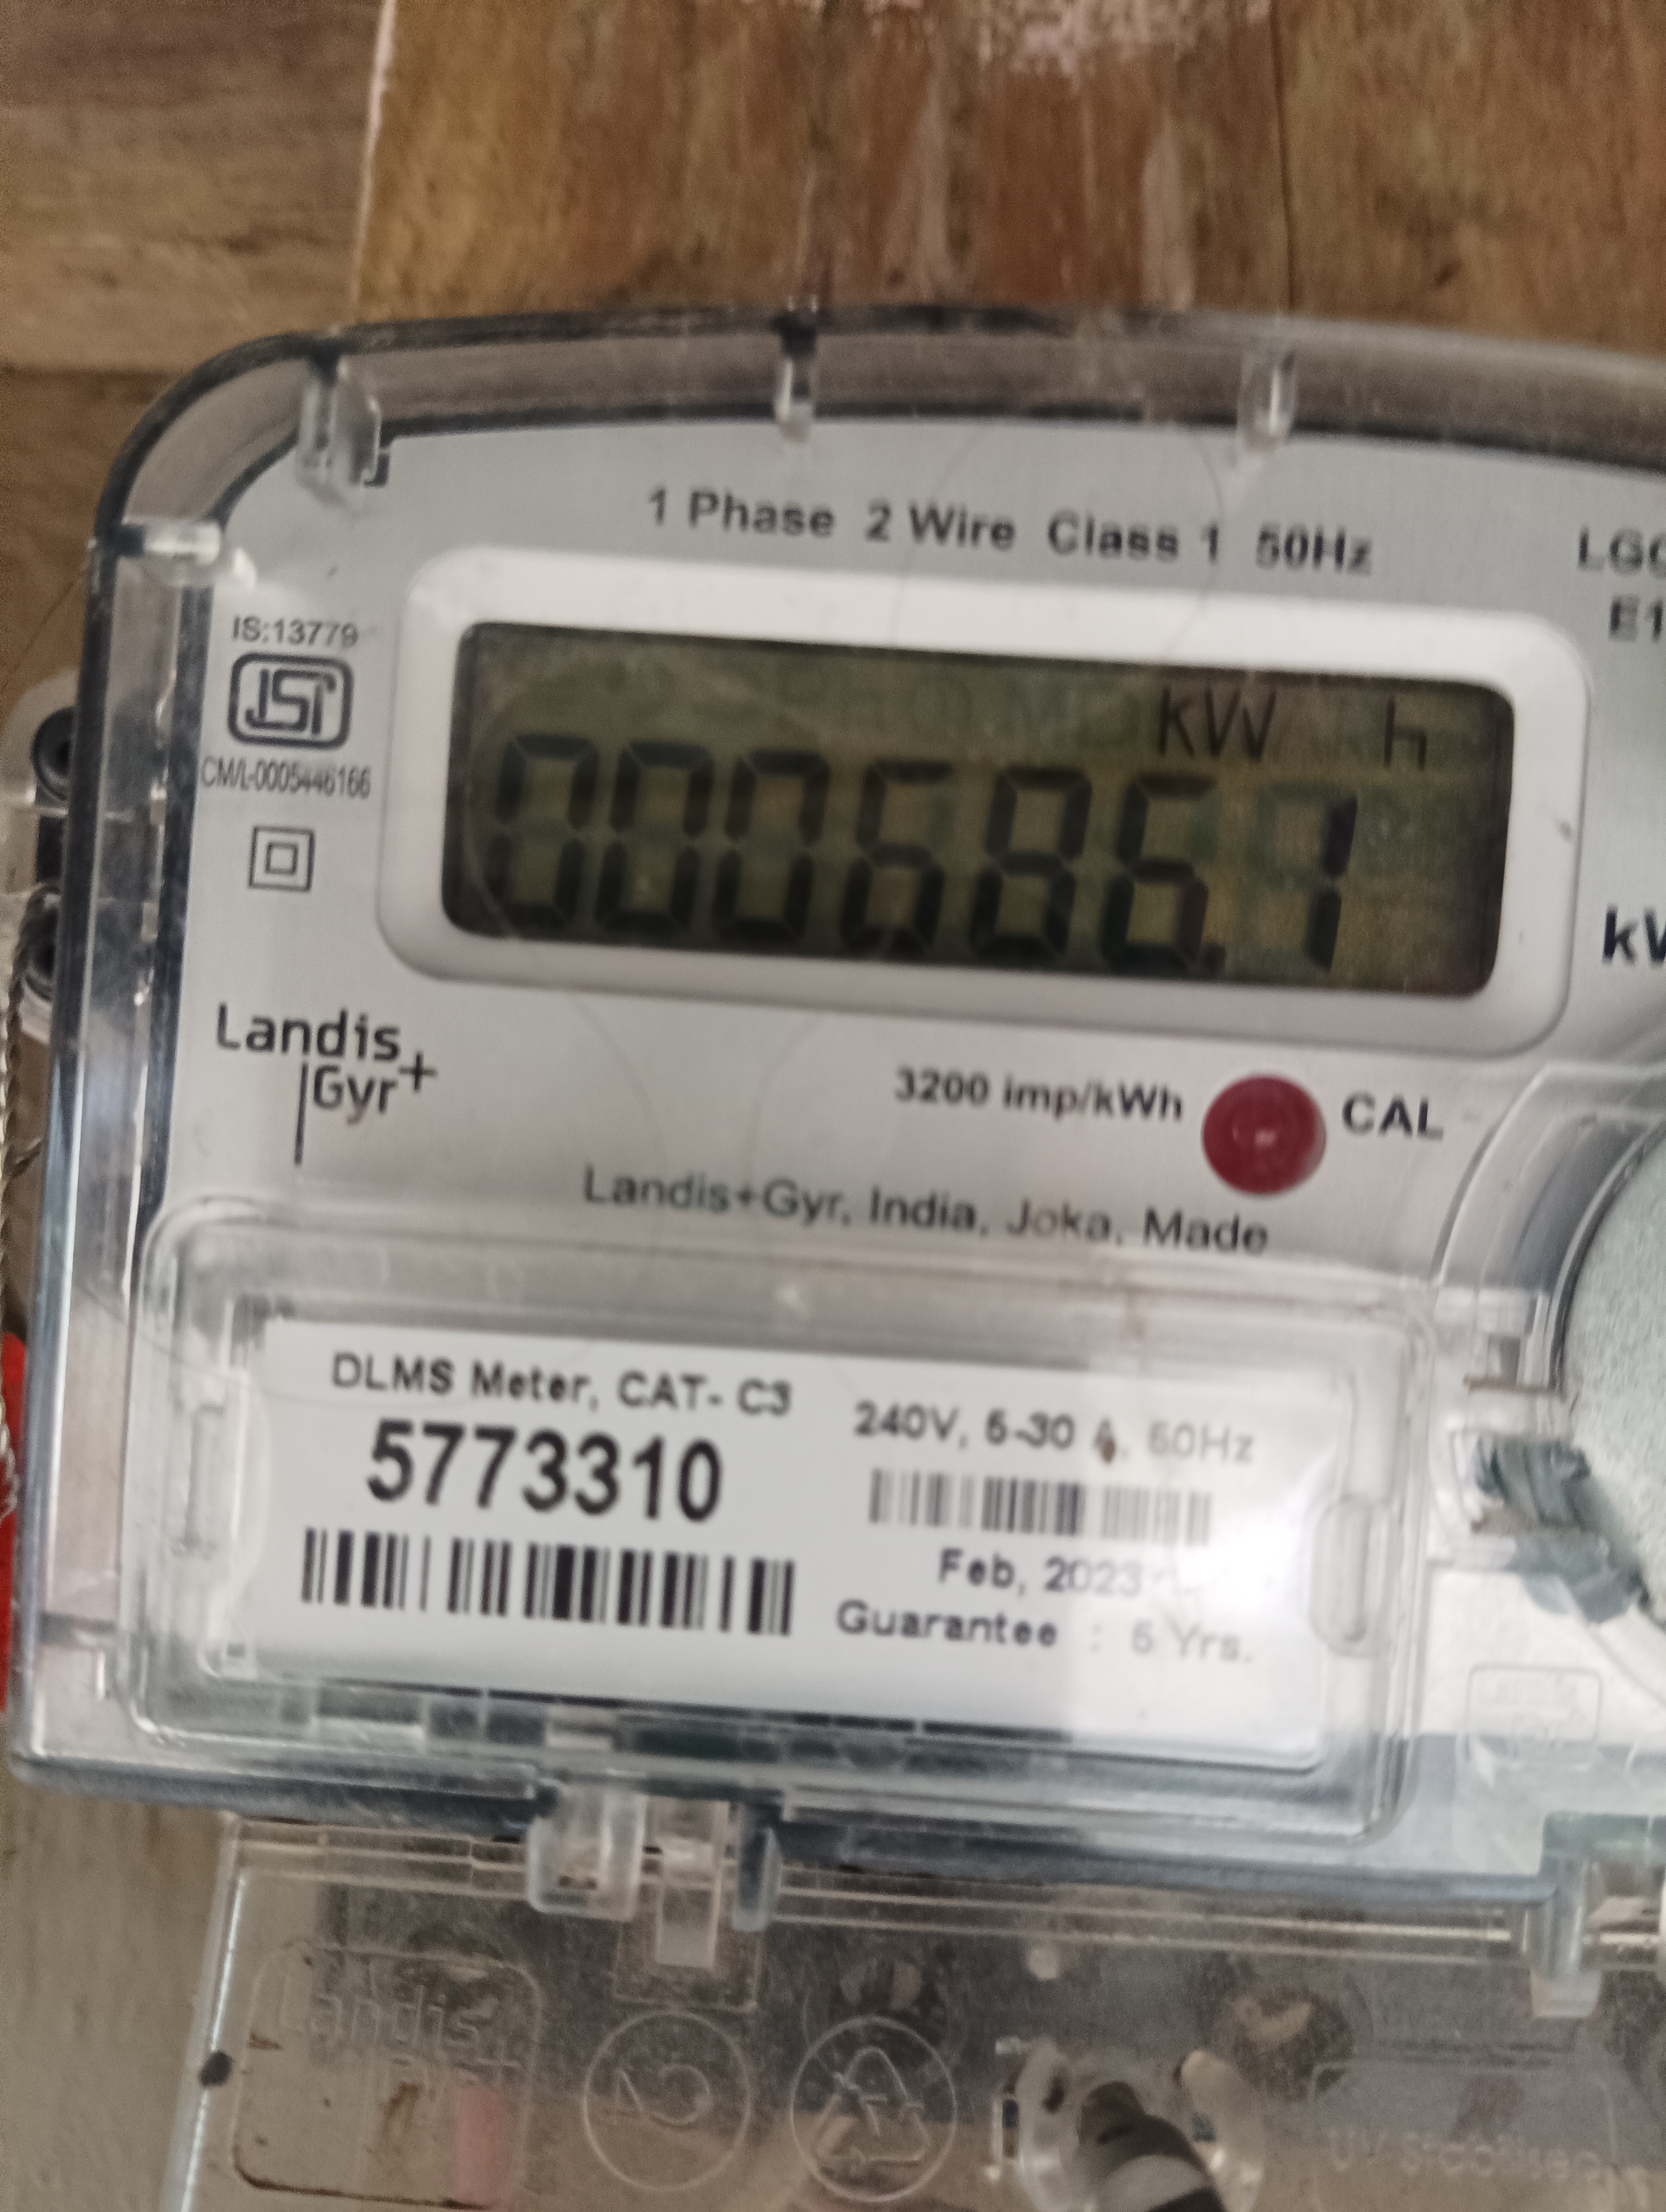 1 Phase 2 Wire Class 1 50Hz
IS:13779
ISI
CM/L-0005446166
kW h
000686.1
Landis
Gyr+
3200 imp/kWh CAL
Landis+Gyr, India, Joka, Made
DLMS Meter, CAT- C3
5773310
240V, 5-30 A, 50Hz
Feb, 2023
Guarantee : 5 Yrs.
Landis